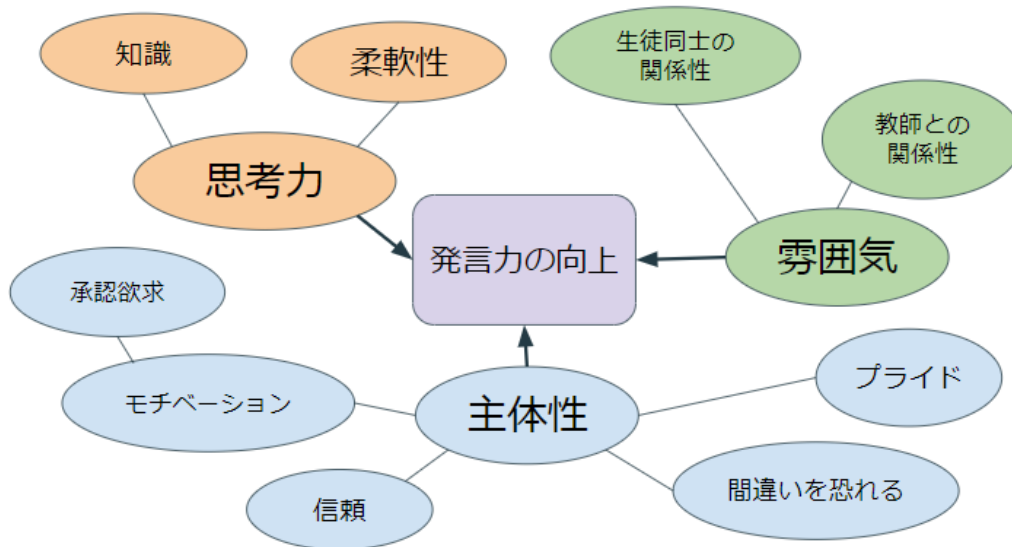 知識
柔軟性
生徒同士の
関係性
教師との
関係性
思考力
発言力の向上
雰囲気
承認欲求
モチベーション
主体性
プライド
信頼
間違いを恐れる